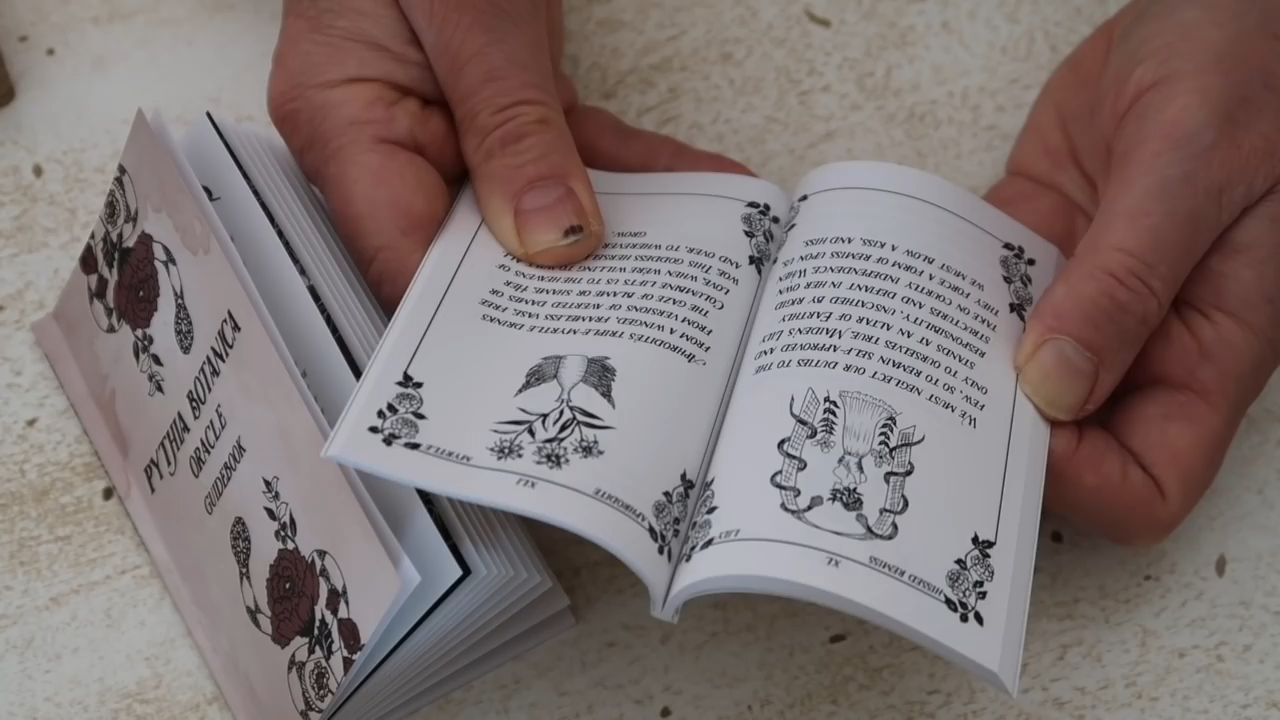 PYTHIA BOTANICA
ORACLE
GUIDEBOOK
HISSED REMISS
XL
LILY
WE MUST NEGLECT OUR DUTIES TO THE
FEW, SO TO REMAIN SELF-APPROVED AND
ONLY TO OURSELVES TRUE. MAIDEN'S LILY
STANDS AT AN ALTAR OF EARTHLY
RESPONSIBILITY, UNSCATHED BY RIGID
STRUCTURES AND DEFIANT IN HER OWN
TAKE ON COURTLY INDEPENDENCE. WHEN
THEY FORCE A FORM OF REMISS UPON US,
WE MUST BLOW A KISS, AND HISS.
APHRODITE
XLI
MYRTLE
APHRODITE'S TRIPLE-MYRTLE DRINKS
FROM A WINGED, FRAMELESS VASE, FREE
FROM VERSIONS OF AVERTED DAMES OR
THE GAZE OF BLAME OR SHAME. HER
COLUMBINE LIFTS US TO THE HEAVENS OF
LOVE, WHEN WE'RE WILLING TO
WOE. THIS GODDESS HERSELF
AND OVER, TO WHEREVER
GROW.